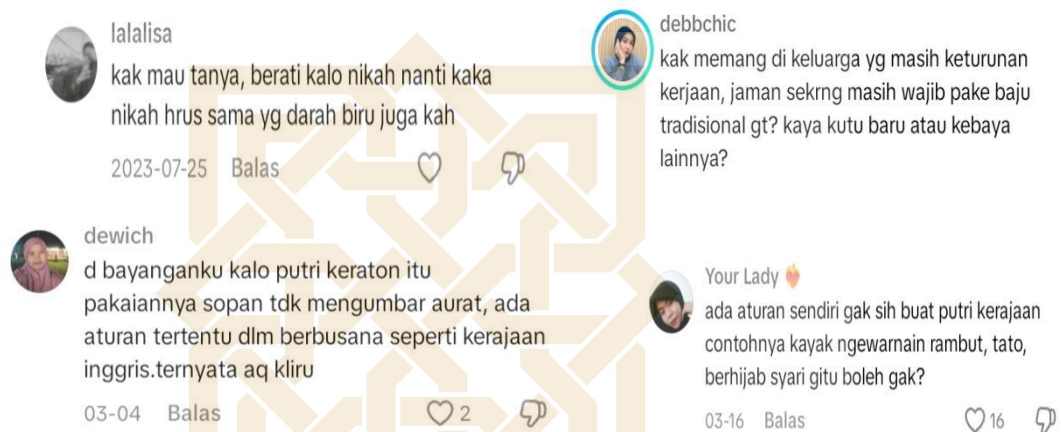 lalalisa
kak mau tanya, berati kalo nikah nanti kaka
nikah hrus sama yg darah biru juga kah
2023-07-25 Balas
debbchic
kak memang di keluarga yg masih keturunan
kerjaan, jaman sekrng masih wajib pake baju
tradisional gt? kaya kutu baru atau kebaya
lainnya?
dewich
d bayanganku kalo putri keraton itu
pakaiannya sopan tdk mengumbar aurat, ada
aturan tertentu dlm berbusana seperti kerajaan
inggris.ternyata aq kliru
03-04 Balas 2
Your Lady ❤️‍🔥
ada aturan sendiri gak sih buat putri kerajaan
contohnya kayak ngewarnain rambut, tato,
berhijab syari gitu boleh gak?
03-16 Balas 16